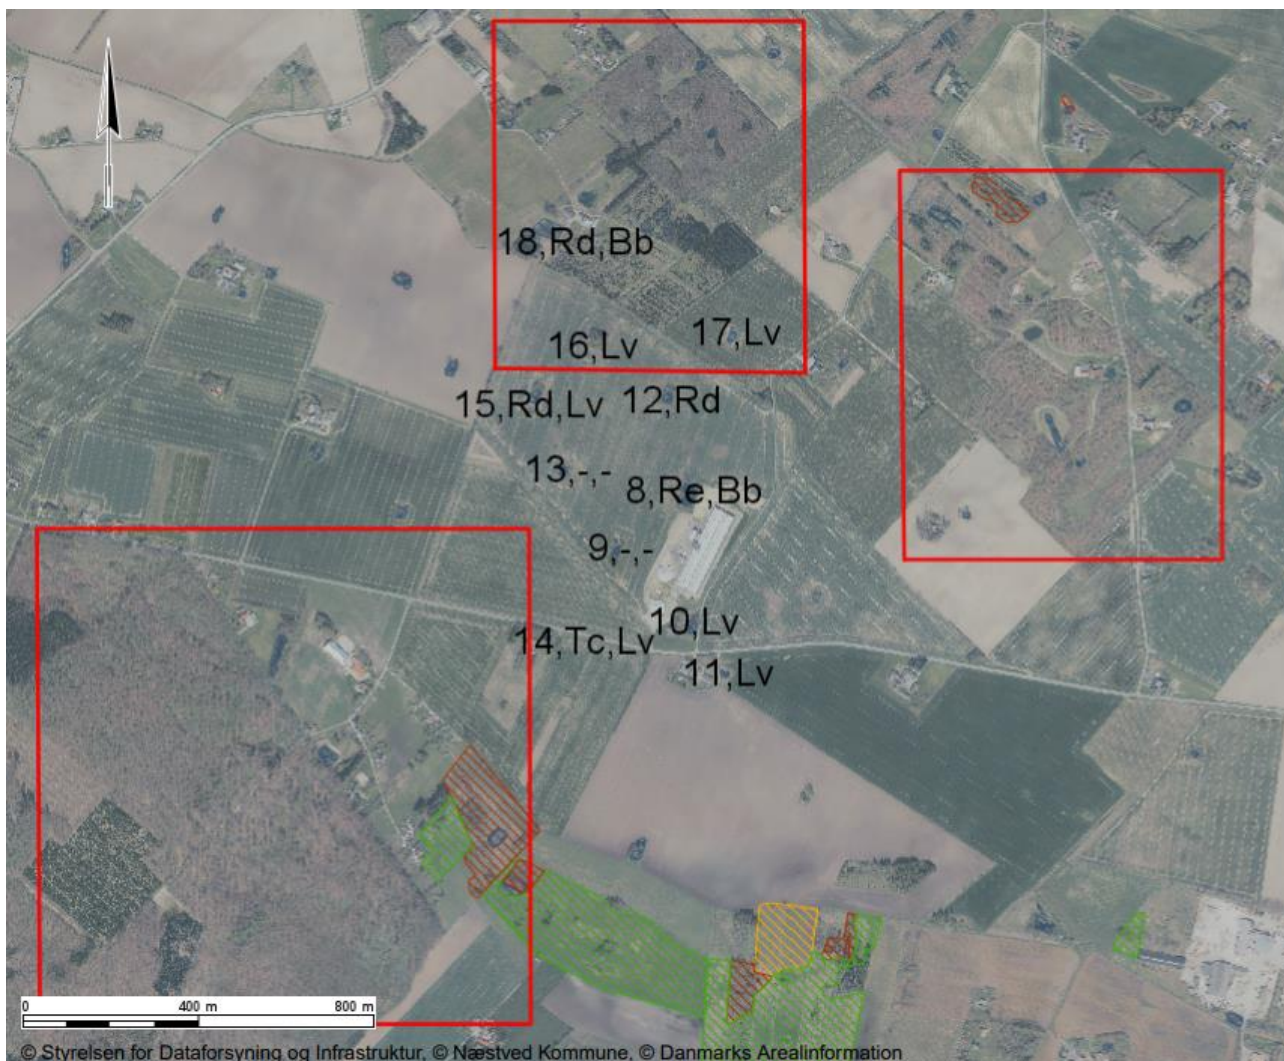 18,Rd,Bb
17,Lv
16,Lv
15,Rd,Lv
12,Rd
13,-,-
8,Re,Bb
9,-,-
10,Lv
14,Tc,Lv
11,Lv
0 400 m 800 m
© Styrelsen for Dataforsyning og Infrastruktur, © Næstved Kommune, © Danmarks Arealinformation